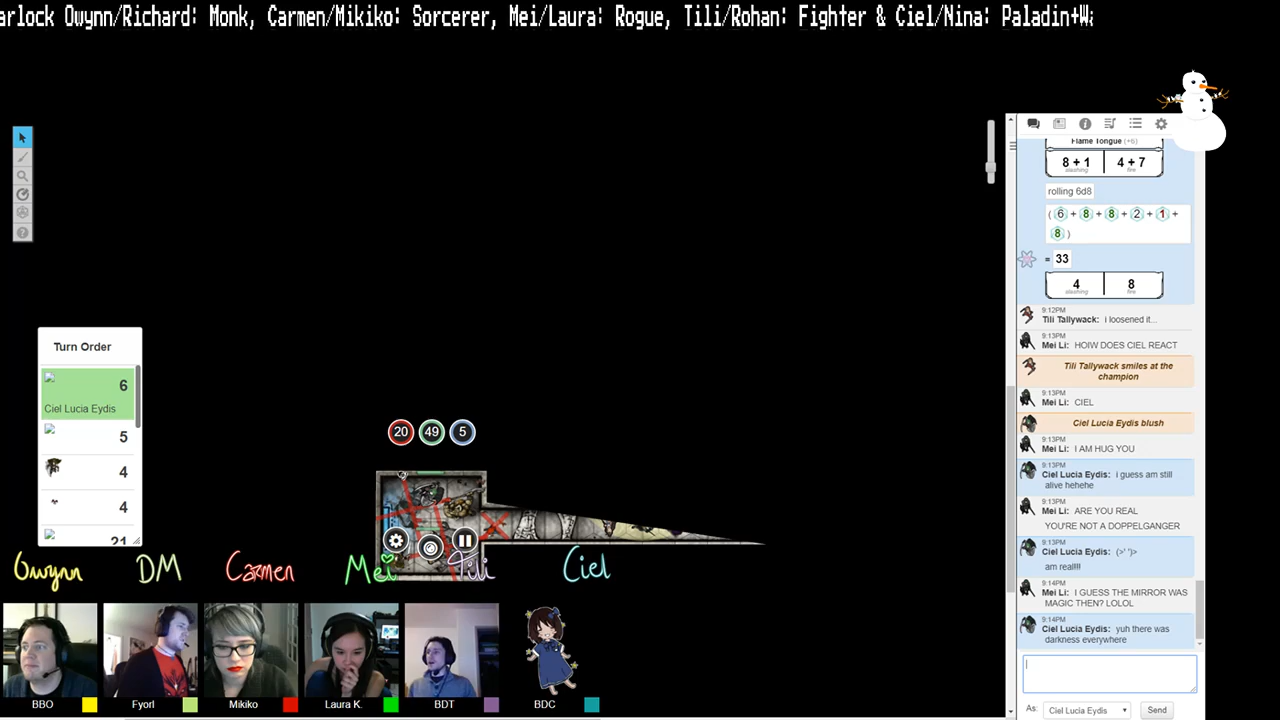 arlock Owynn/Richard: Monk, Carmen/Mikiko: Sorcerer, Mei/Laura: Rogue, Tili/Rohan: Fighter & Ciel/Nina: Paladin+Wa
Flame Tongue (+6)
8 + 1 4 + 7
slashing fire
rolling 6d8
( 6 + 8 + 8 + 2 + 1 +
8 )
= 33
4 8
slashing fire
9:12PM
Tili Tallywack: i loosened it...
9:13PM
Mei Li: HOIW DOES CIEL REACT
Tili Tallywack smiles at the
champion
9:13PM
Mei Li: CIEL
Ciel Lucia Eydis blush
9:13PM
Mei Li: I AM HUG YOU
9:13PM
Ciel Lucia Eydis: i guess am still
alive hehehe
9:13PM
Mei Li: ARE YOU REAL
YOU'RE NOT A DOPPELGANGER
9:13PM
Ciel Lucia Eydis: (>' ')>
am real!!!
9:14PM
Mei Li: I GUESS THE MIRROR WAS
MAGIC THEN? LOLOL
9:14PM
Ciel Lucia Eydis: yuh there was
darkness everywhere
As: Ciel Lucia Eydis Send
Turn Order
6
Ciel Lucia Eydis
5
4
4
21
20 49 5
Owynn DM Carmen Mei Tili Ciel
BBO Fyorl Mikiko Laura K. BDT BDC